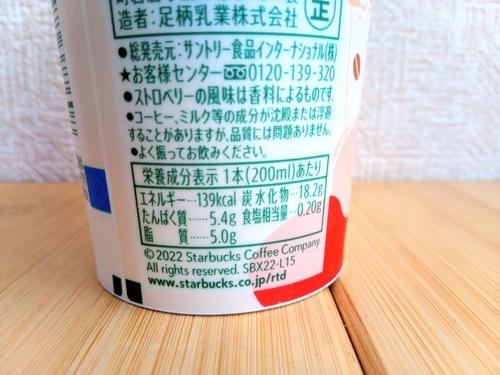 造者:足柄乳業株式会社
正
●総発売元:サントリー食品インターナショナル(株)
★お客様センター 0120-139-320
●ストロベリーの風味は香料によるものです。
●コーヒー、ミルク等の成分が沈殿または浮遊
することがありますが、品質には問題ありません。
●よく振ってお飲みください。
栄養成分表示 1本(200ml)あたり
エネルギー…139kcal 炭水化物…18.2g
たんぱく質……5.4g 食塩相当量…0.20g
脂 質……5.0g
©2022 Starbucks Coffee Company.
All rights reserved. SBX22-L15
www.starbucks.co.jp/rtd